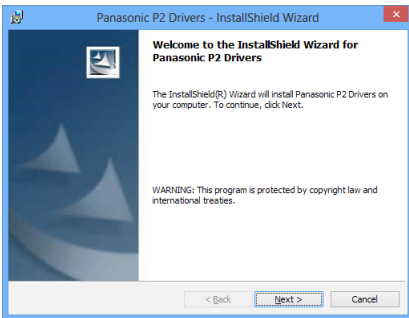 Panasonic P2 Drivers - InstallShield Wizard
Welcome to the InstallShield Wizard for
Panasonic P2 Drivers
The InstallShield(R) Wizard will install Panasonic P2 Drivers on
your computer. To continue, click Next.
WARNING: This program is protected by copyright law and
international treaties.
< Back Next > Cancel